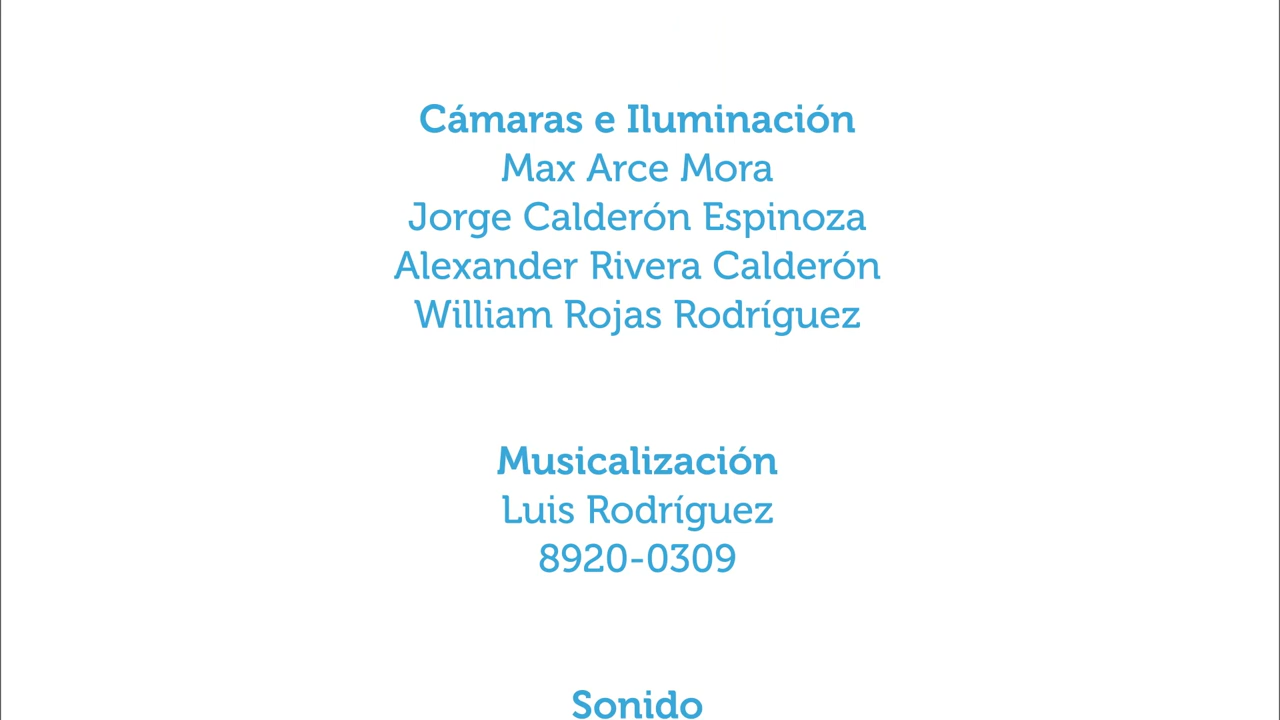 Cámaras e Iluminación
Max Arce Mora
Jorge Calderón Espinoza
Alexander Rivera Calderón
William Rojas Rodríguez
Musicalización
Luis Rodríguez
8920-0309
Sonido